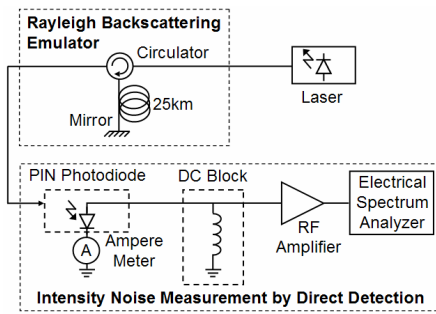 Rayleigh Backscattering
Emulator
Circulator
25km
Mirror
Laser
PIN Photodiode
DC Block
A
Ampere
Meter
RF
Amplifier
Electrical
Spectrum
Analyzer
Intensity Noise Measurement by Direct Detection